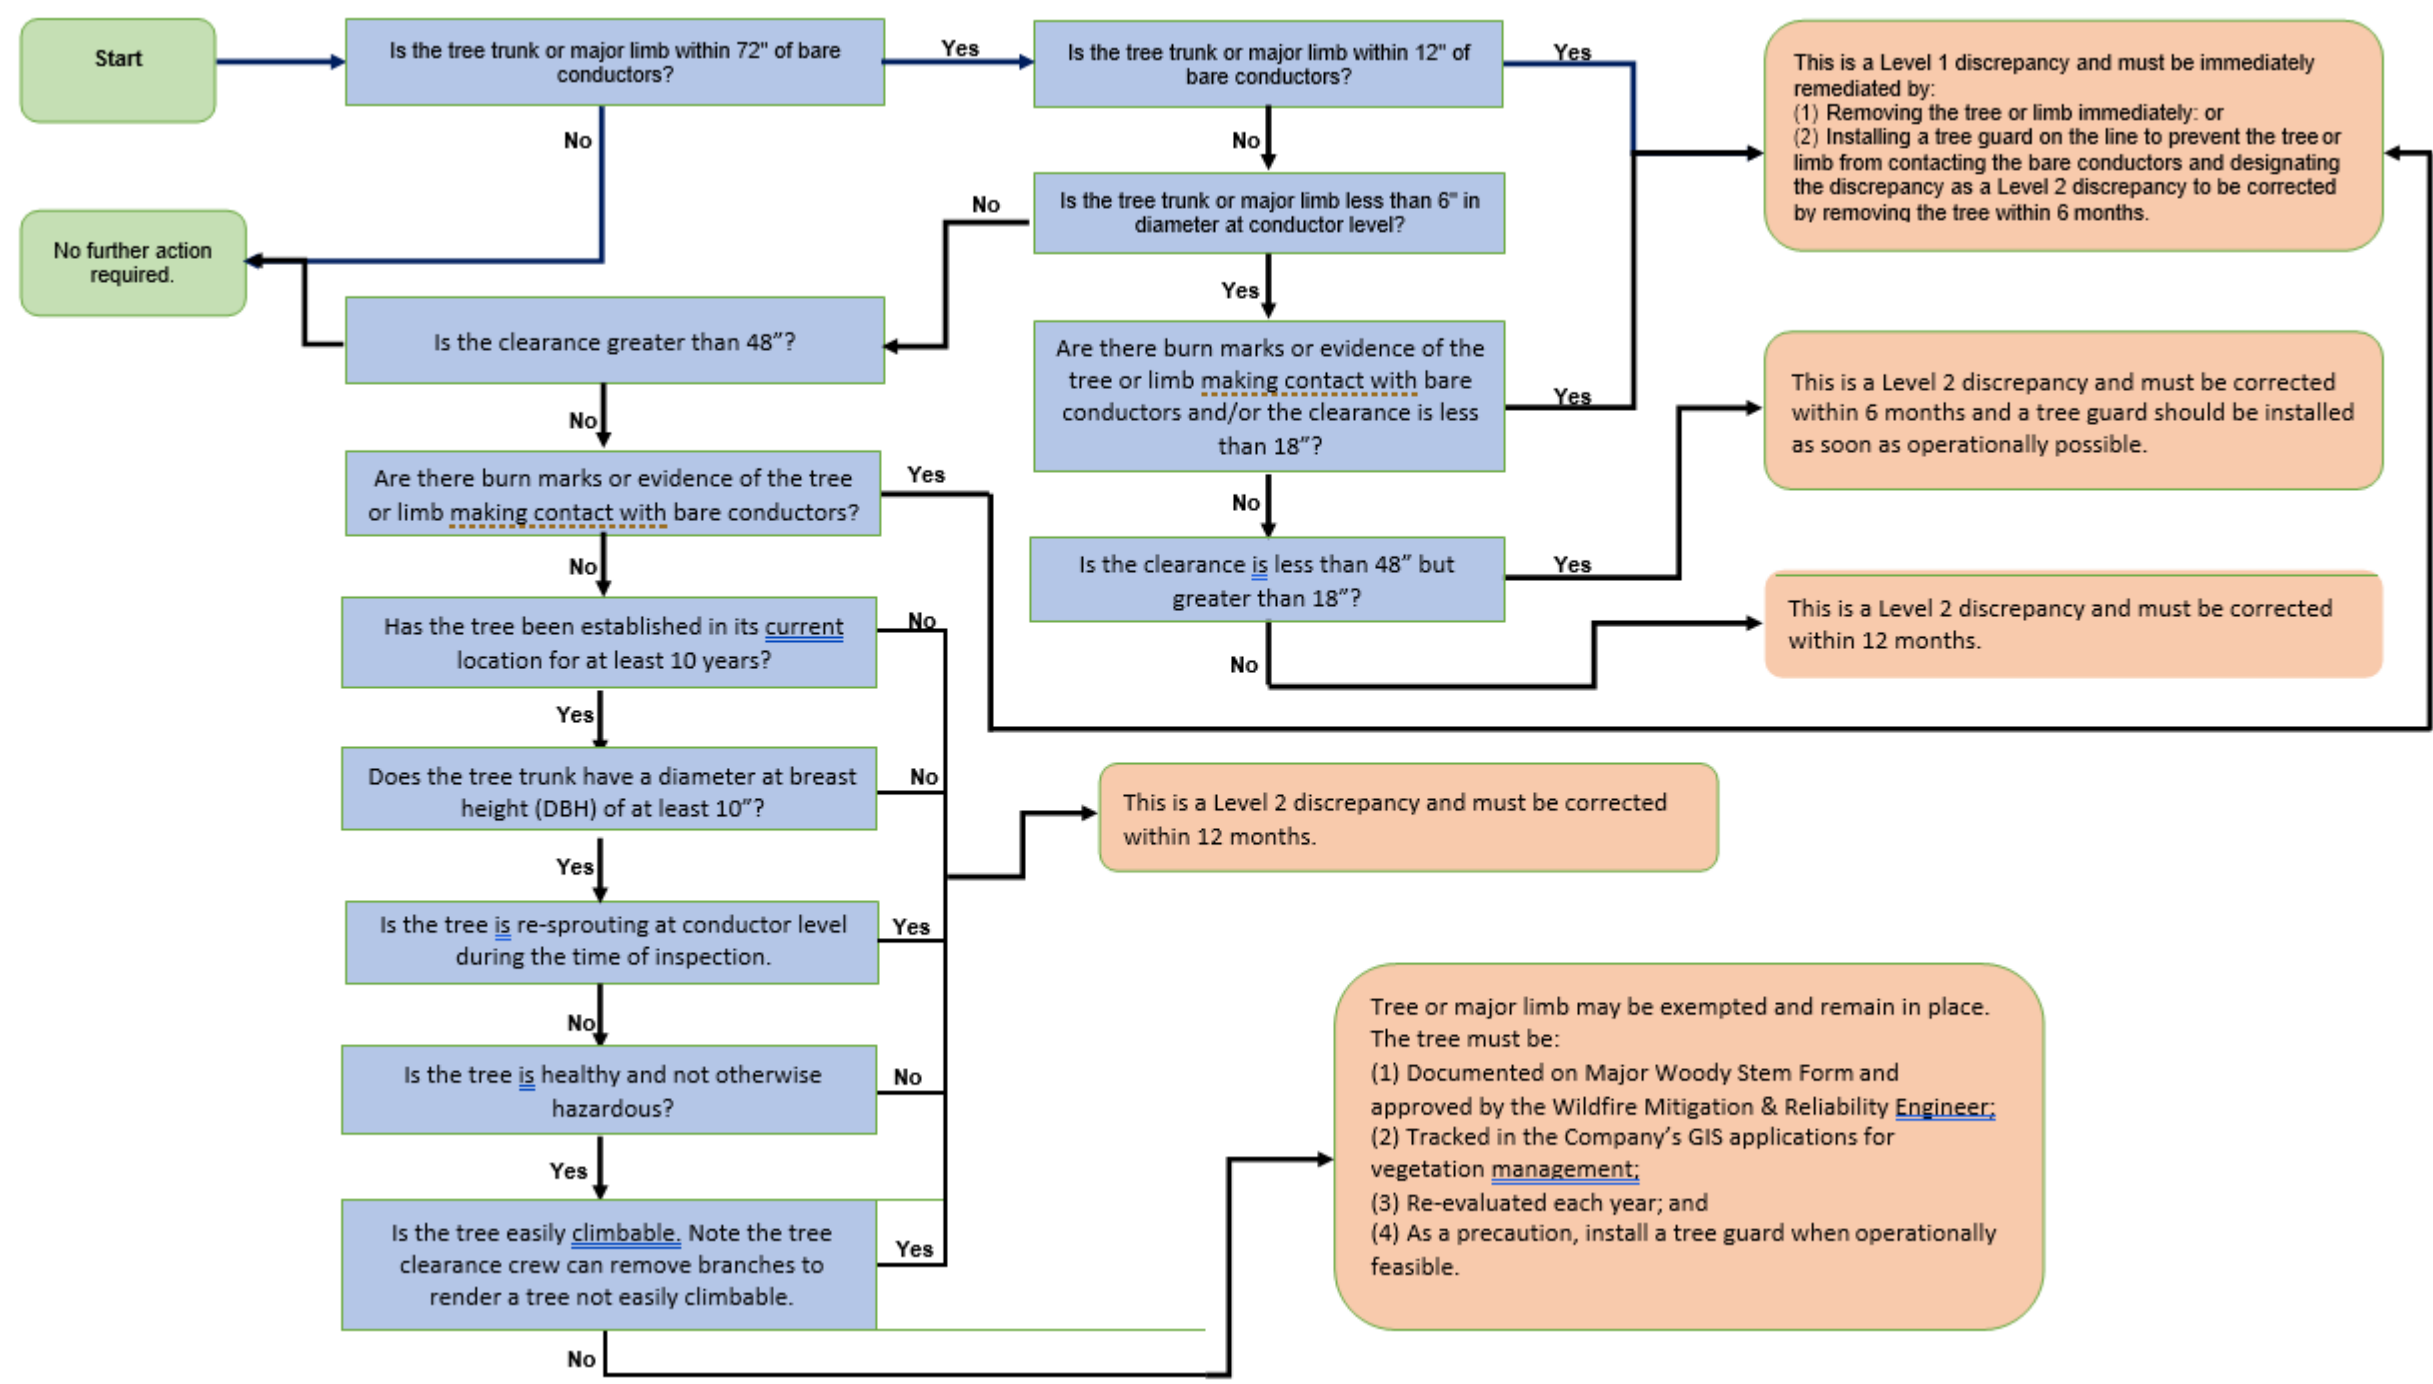 Start
Is the tree trunk or major limb within 72" of bare
conductors?
Yes
Is the tree trunk or major limb within 12" of
bare conductors?
Yes
This is a Level 1 discrepancy and must be immediately
remediated by:
(1) Removing the tree or limb immediately: or
(2) Installing a tree guard on the line to prevent the tree or
limb from contacting the bare conductors and designating
the discrepancy as a Level 2 discrepancy to be corrected
by removing the tree within 6 months.
No
No
No further action
required.
No
Is the tree trunk or major limb less than 6" in
diameter at conductor level?
Yes
Is the clearance greater than 48”?
Are there burn marks or evidence of the
tree or limb making contact with bare
conductors and/or the clearance is less
than 18”?
Yes
This is a Level 2 discrepancy and must be corrected
within 6 months and a tree guard should be installed
as soon as operationally possible.
No
Are there burn marks or evidence of the tree
or limb making contact with bare conductors?
Yes
No
No
Is the clearance is less than 48” but
greater than 18”?
Yes
This is a Level 2 discrepancy and must be corrected
within 12 months.
No
Has the tree been established in its current
location for at least 10 years?
No
Yes
Does the tree trunk have a diameter at breast
height (DBH) of at least 10”?
No
This is a Level 2 discrepancy and must be corrected
within 12 months.
Yes
Is the tree is re-sprouting at conductor level
during the time of inspection.
Yes
No
Is the tree is healthy and not otherwise
hazardous?
No
Yes
Is the tree easily climbable. Note the tree
clearance crew can remove branches to
render a tree not easily climbable.
Yes
No
Tree or major limb may be exempted and remain in place.
The tree must be:
(1) Documented on Major Woody Stem Form and
approved by the Wildfire Mitigation & Reliability Engineer;
(2) Tracked in the Company’s GIS applications for
vegetation management;
(3) Re-evaluated each year; and
(4) As a precaution, install a tree guard when operationally
feasible.